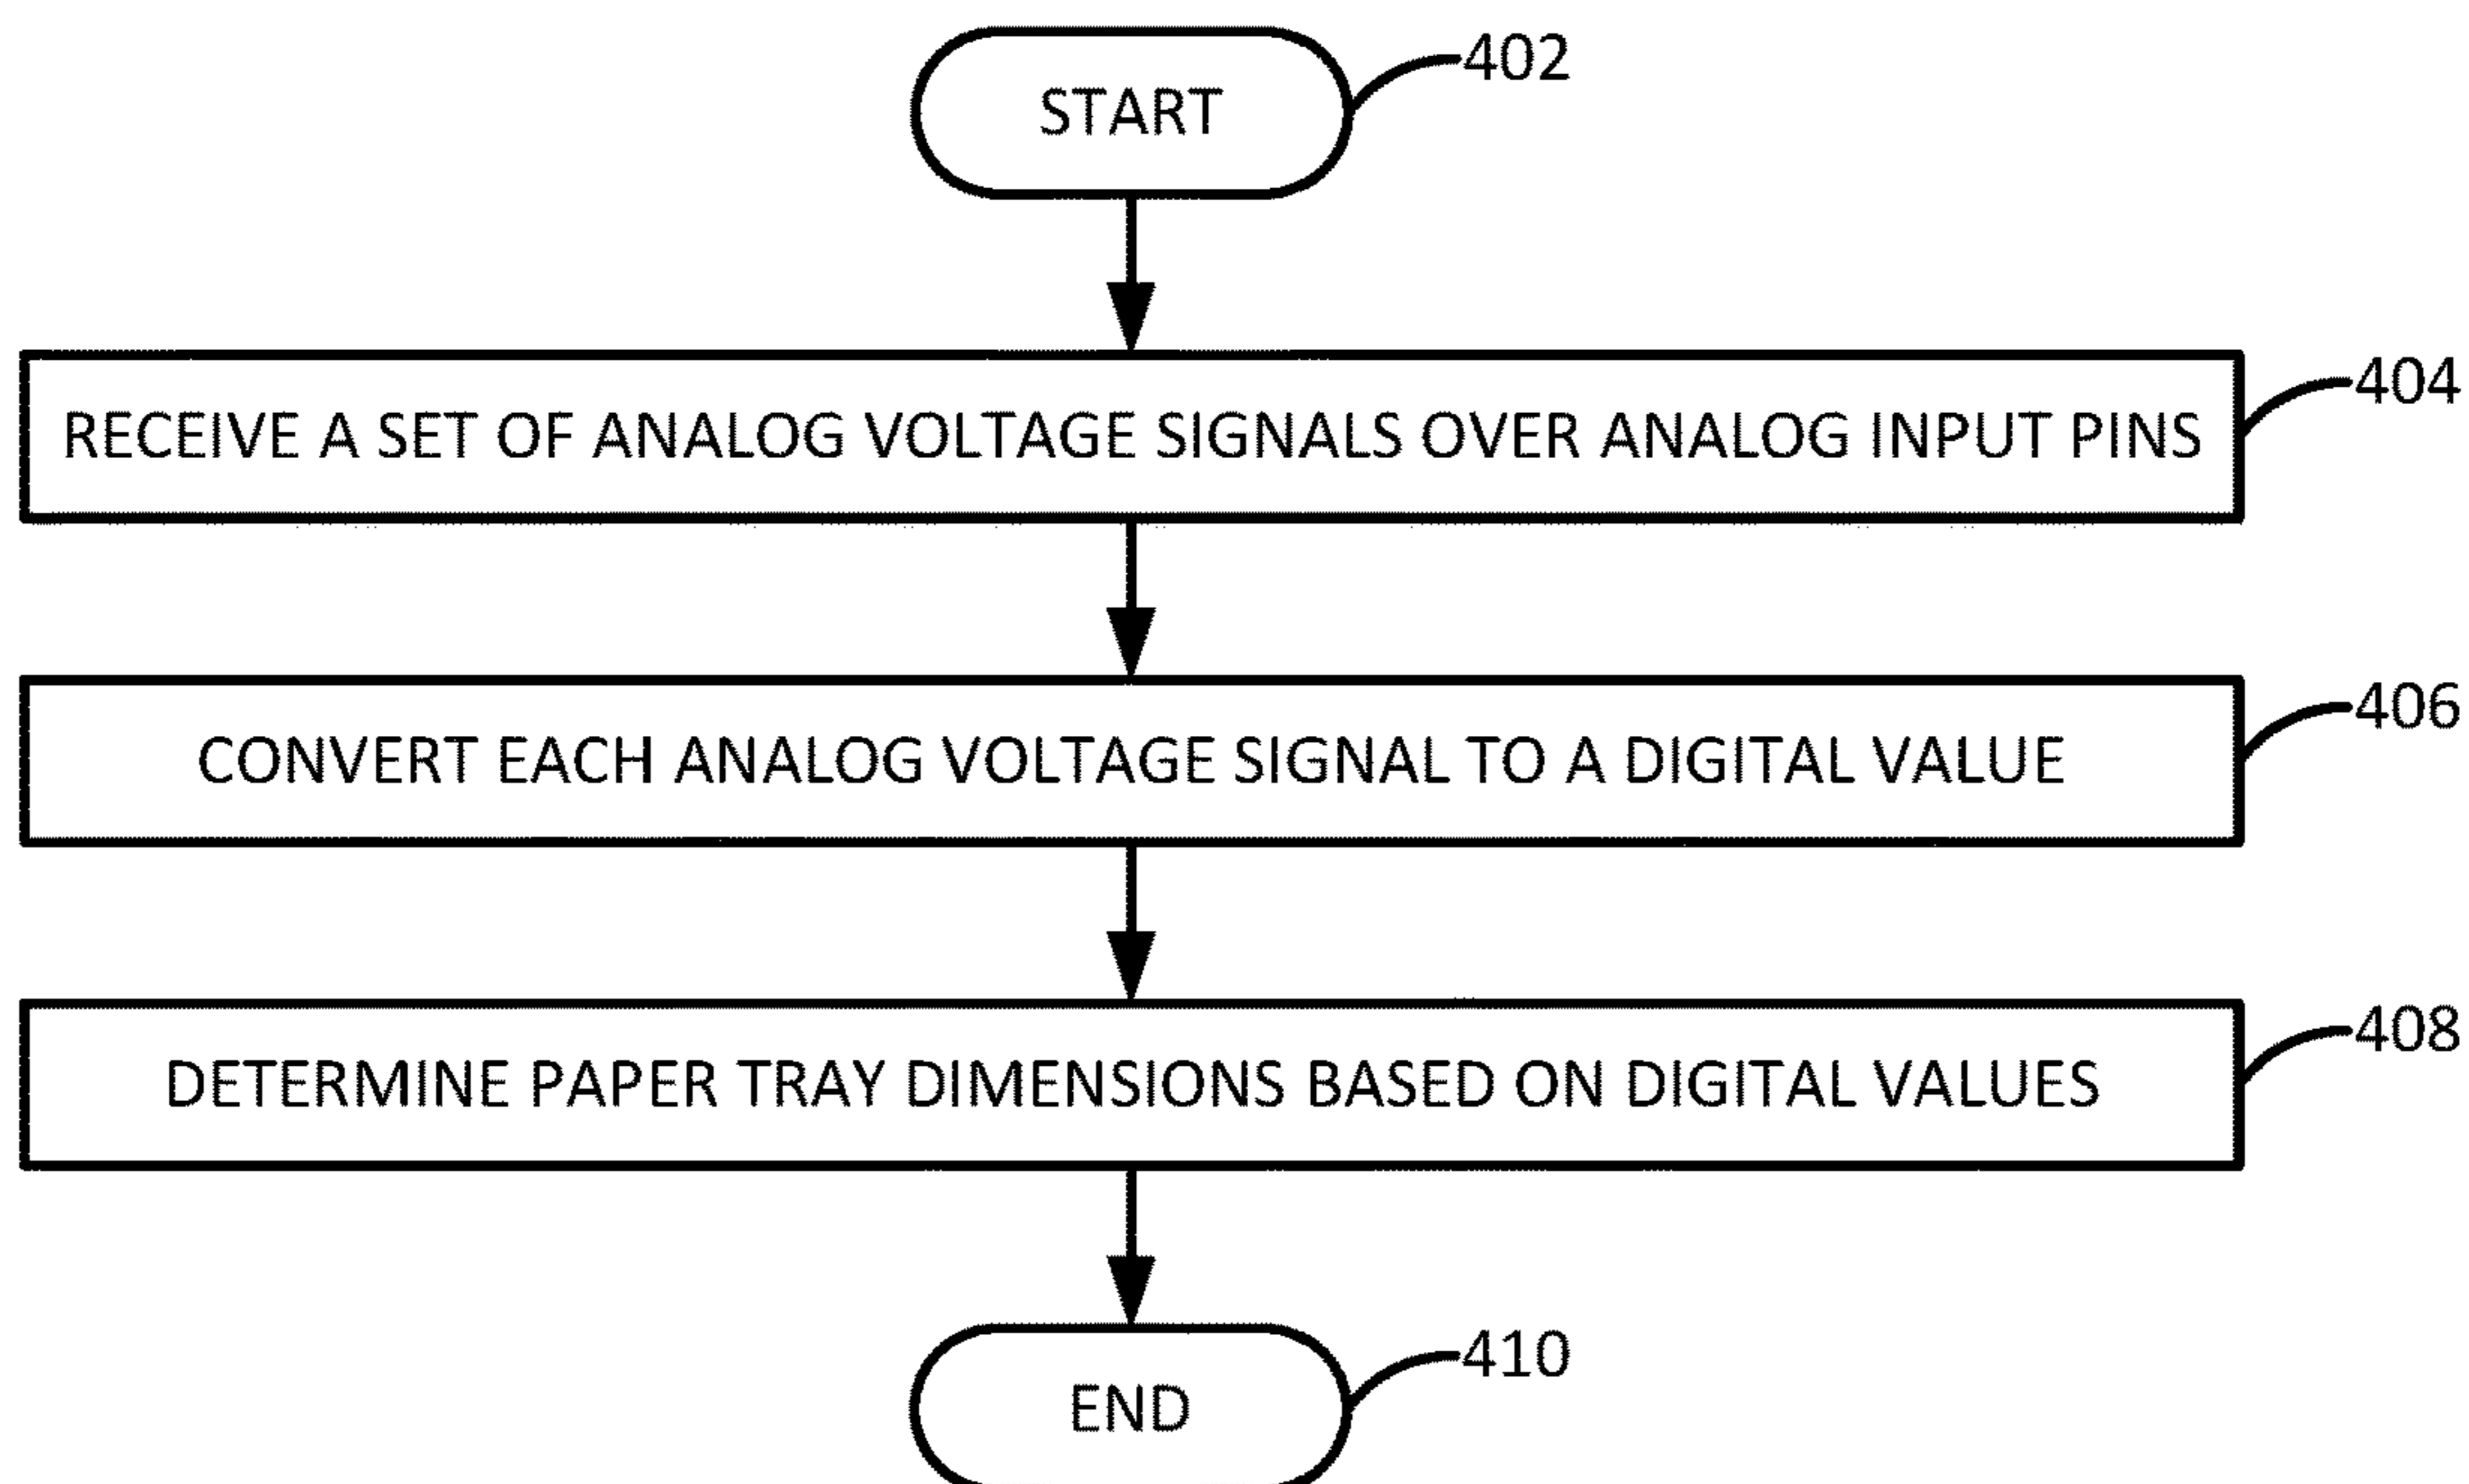 START
402
RECEIVE A SET OF ANALOG VOLTAGE SIGNALS OVER ANALOG INPUT PINS
404
CONVERT EACH ANALOG VOLTAGE SIGNAL TO A DIGITAL VALUE
406
DETERMINE PAPER TRAY DIMENSIONS BASED ON DIGITAL VALUES
408
END
410